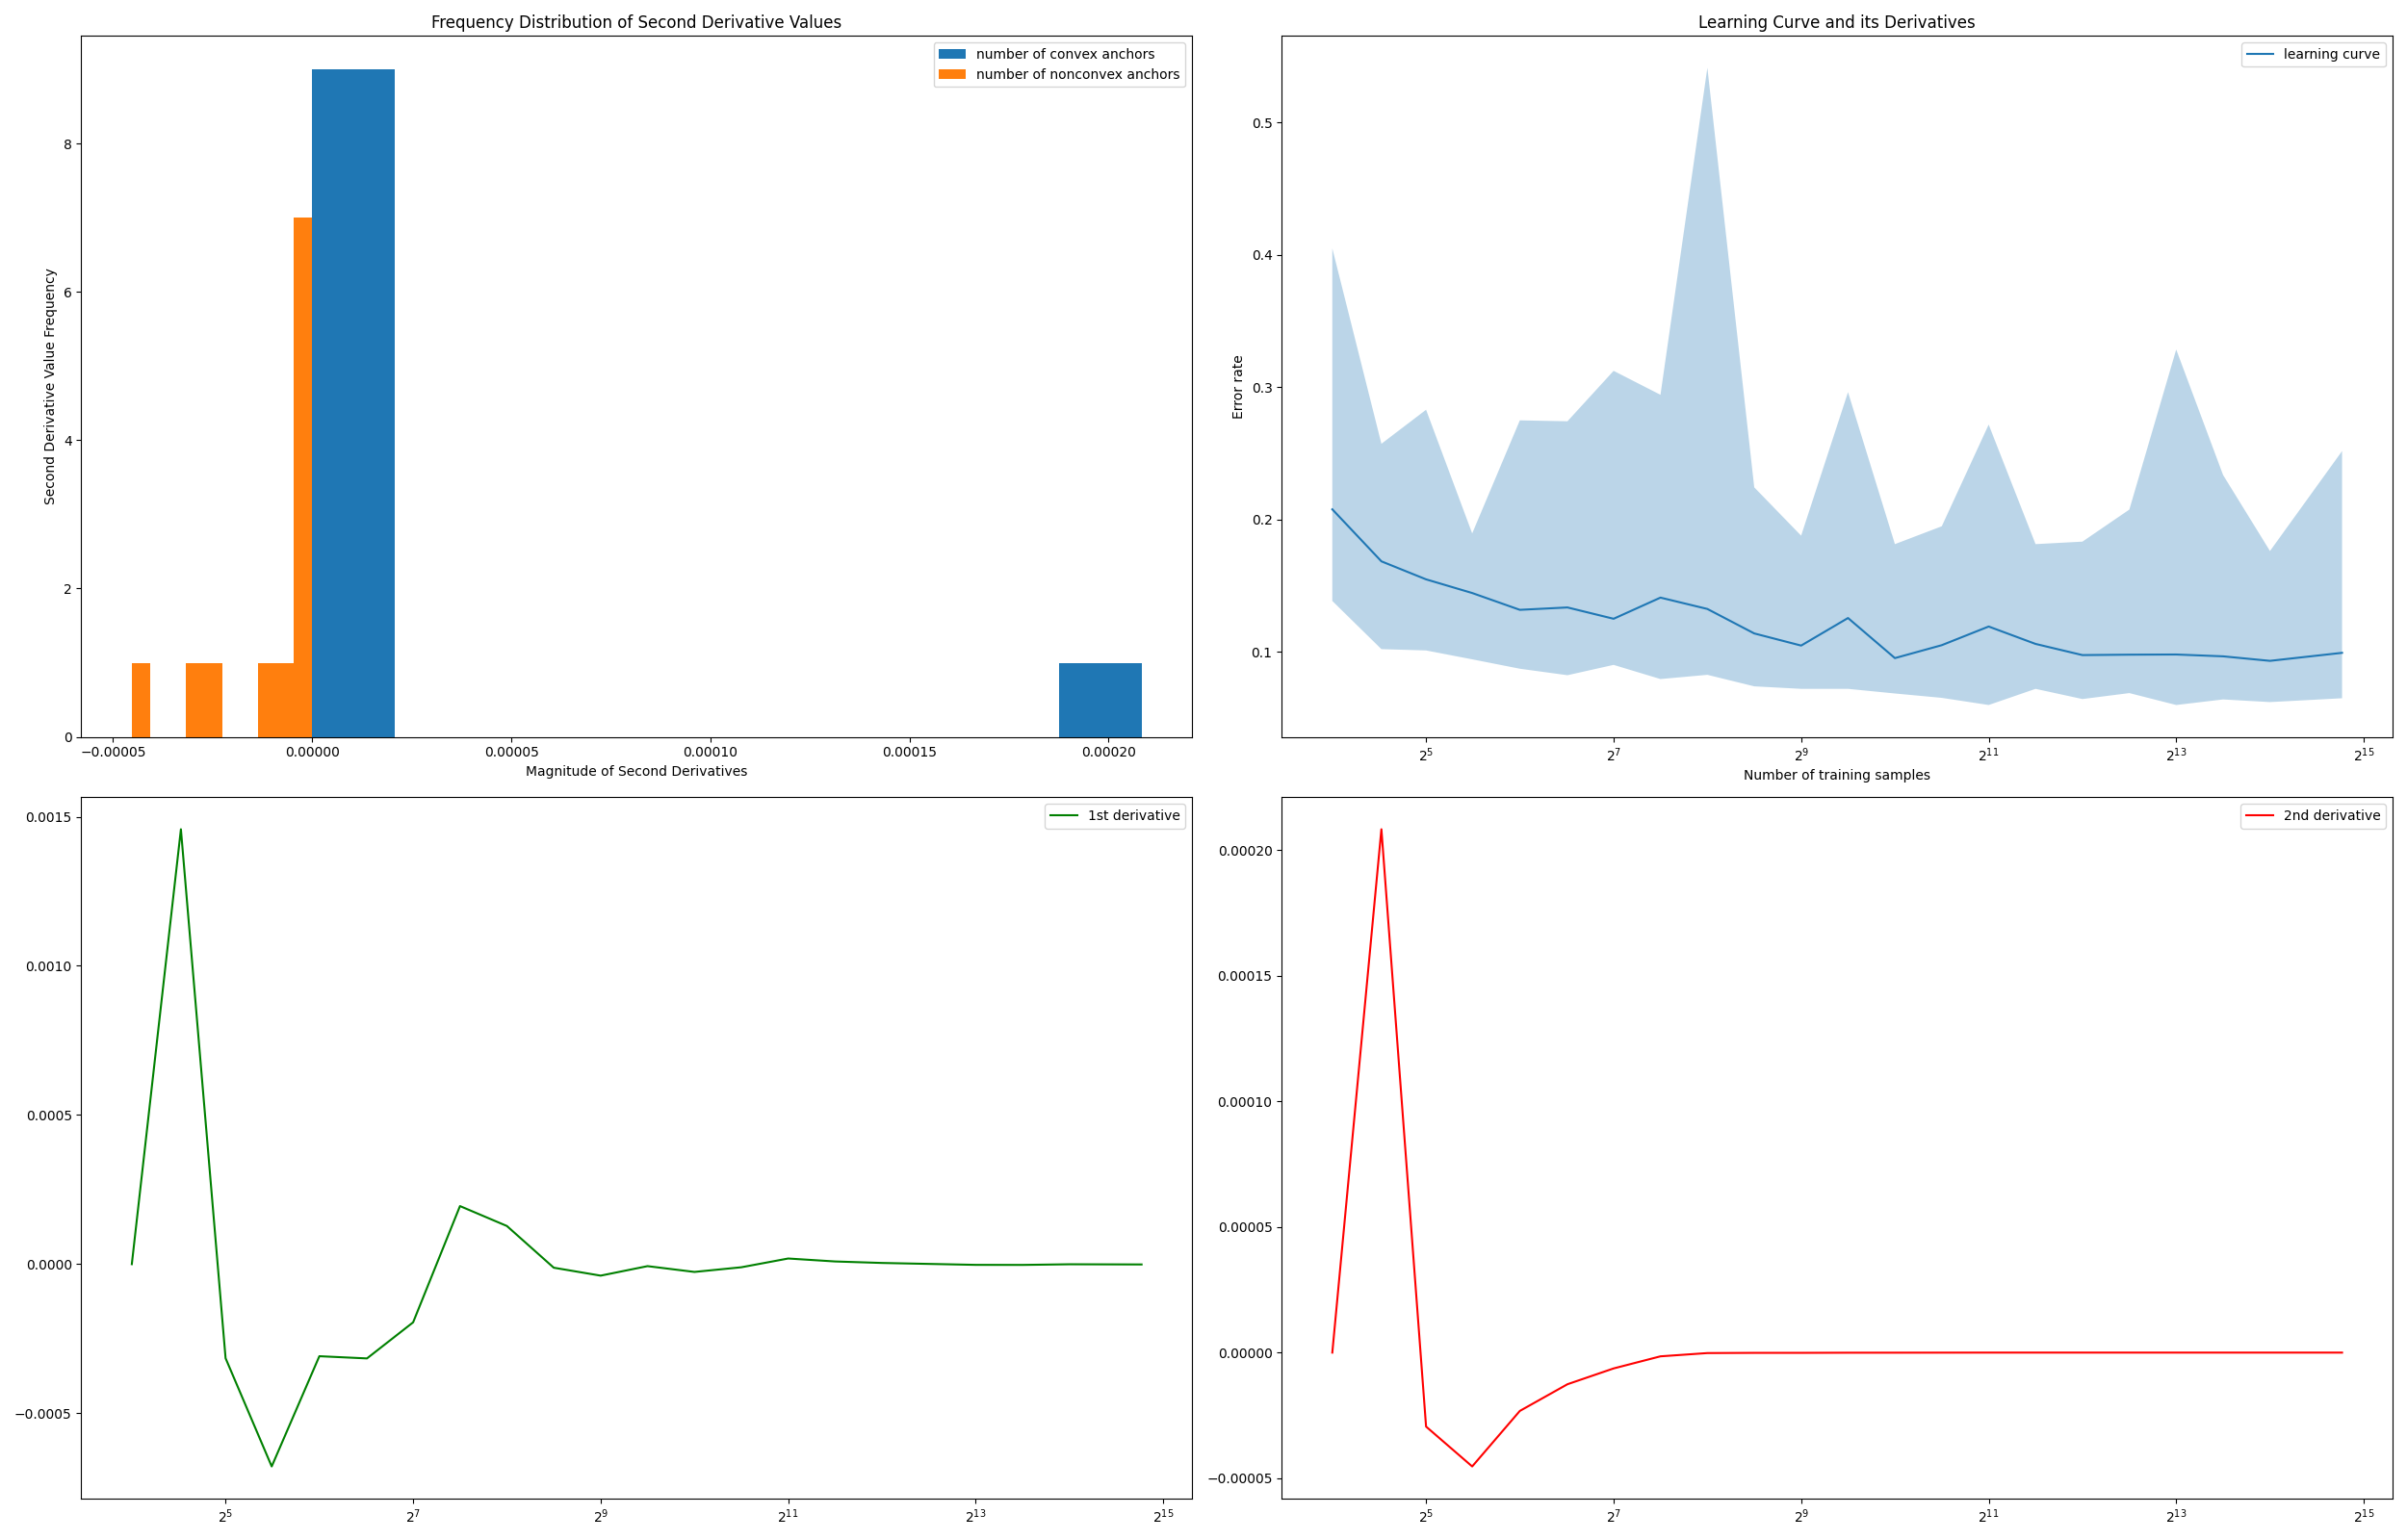 Frequency Distribution of Second Derivative Values
number of convex anchors
number of nonconvex anchors
Second Derivative Value Frequency
8
6
4
2
0
−0.00005 0.00000 0.00005 0.00010 0.00015 0.00020
Magnitude of Second Derivatives
Learning Curve and its Derivatives
learning curve
Error rate
0.5
0.4
0.3
0.2
0.1
2^5 2^7 2^9 2^11 2^13 2^15
Number of training samples
1st derivative
0.0015
0.0010
0.0005
0.0000
−0.0005
2^5 2^7 2^9 2^11 2^13 2^15
2nd derivative
0.00020
0.00015
0.00010
0.00005
0.00000
−0.00005
2^5 2^7 2^9 2^11 2^13 2^15